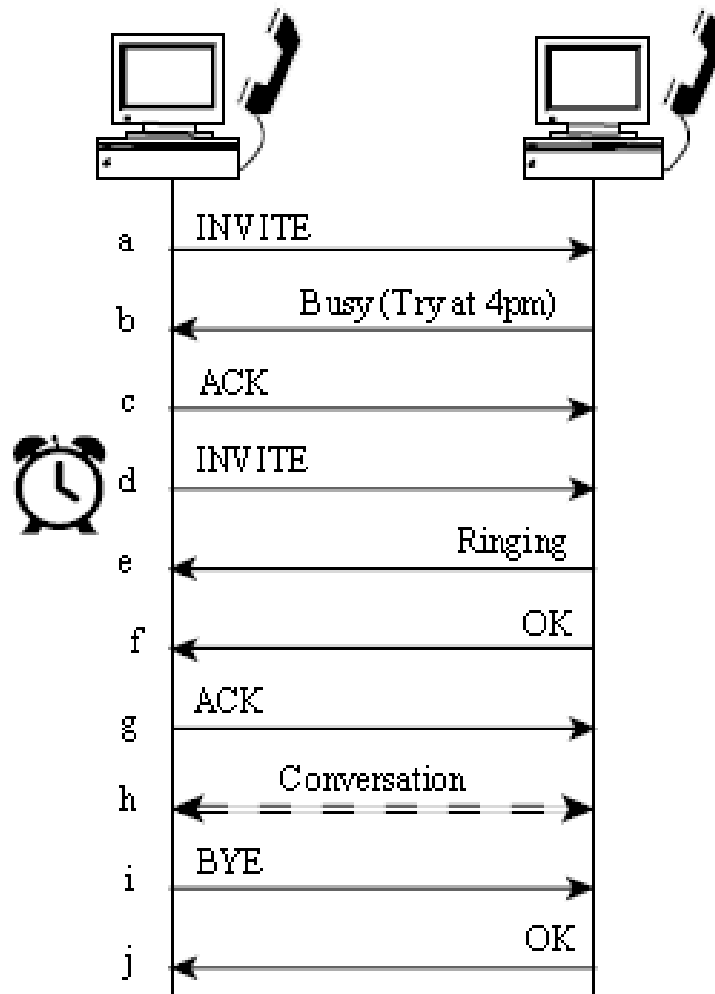 a INVITE
b Busy (Try at 4pm)
c ACK
d INVITE
e Ringing
f OK
g ACK
h Conversation
i BYE
j OK